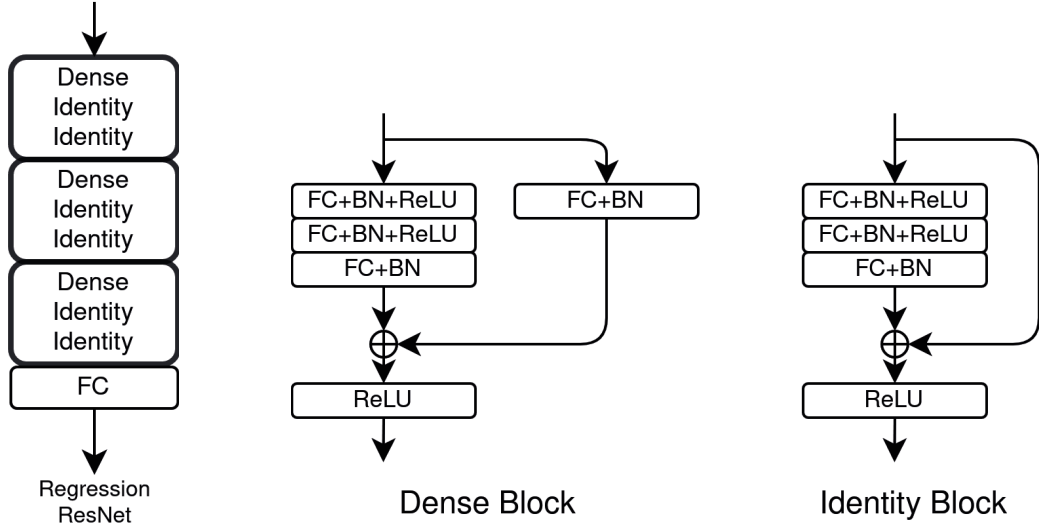 Dense
Identity
Identity
Dense
Identity
Identity
Dense
Identity
Identity
FC
Regression
ResNet
FC+BN+ReLU
FC+BN+ReLU
FC+BN
FC+BN
ReLU
Dense Block
FC+BN+ReLU
FC+BN+ReLU
FC+BN
ReLU
Identity Block